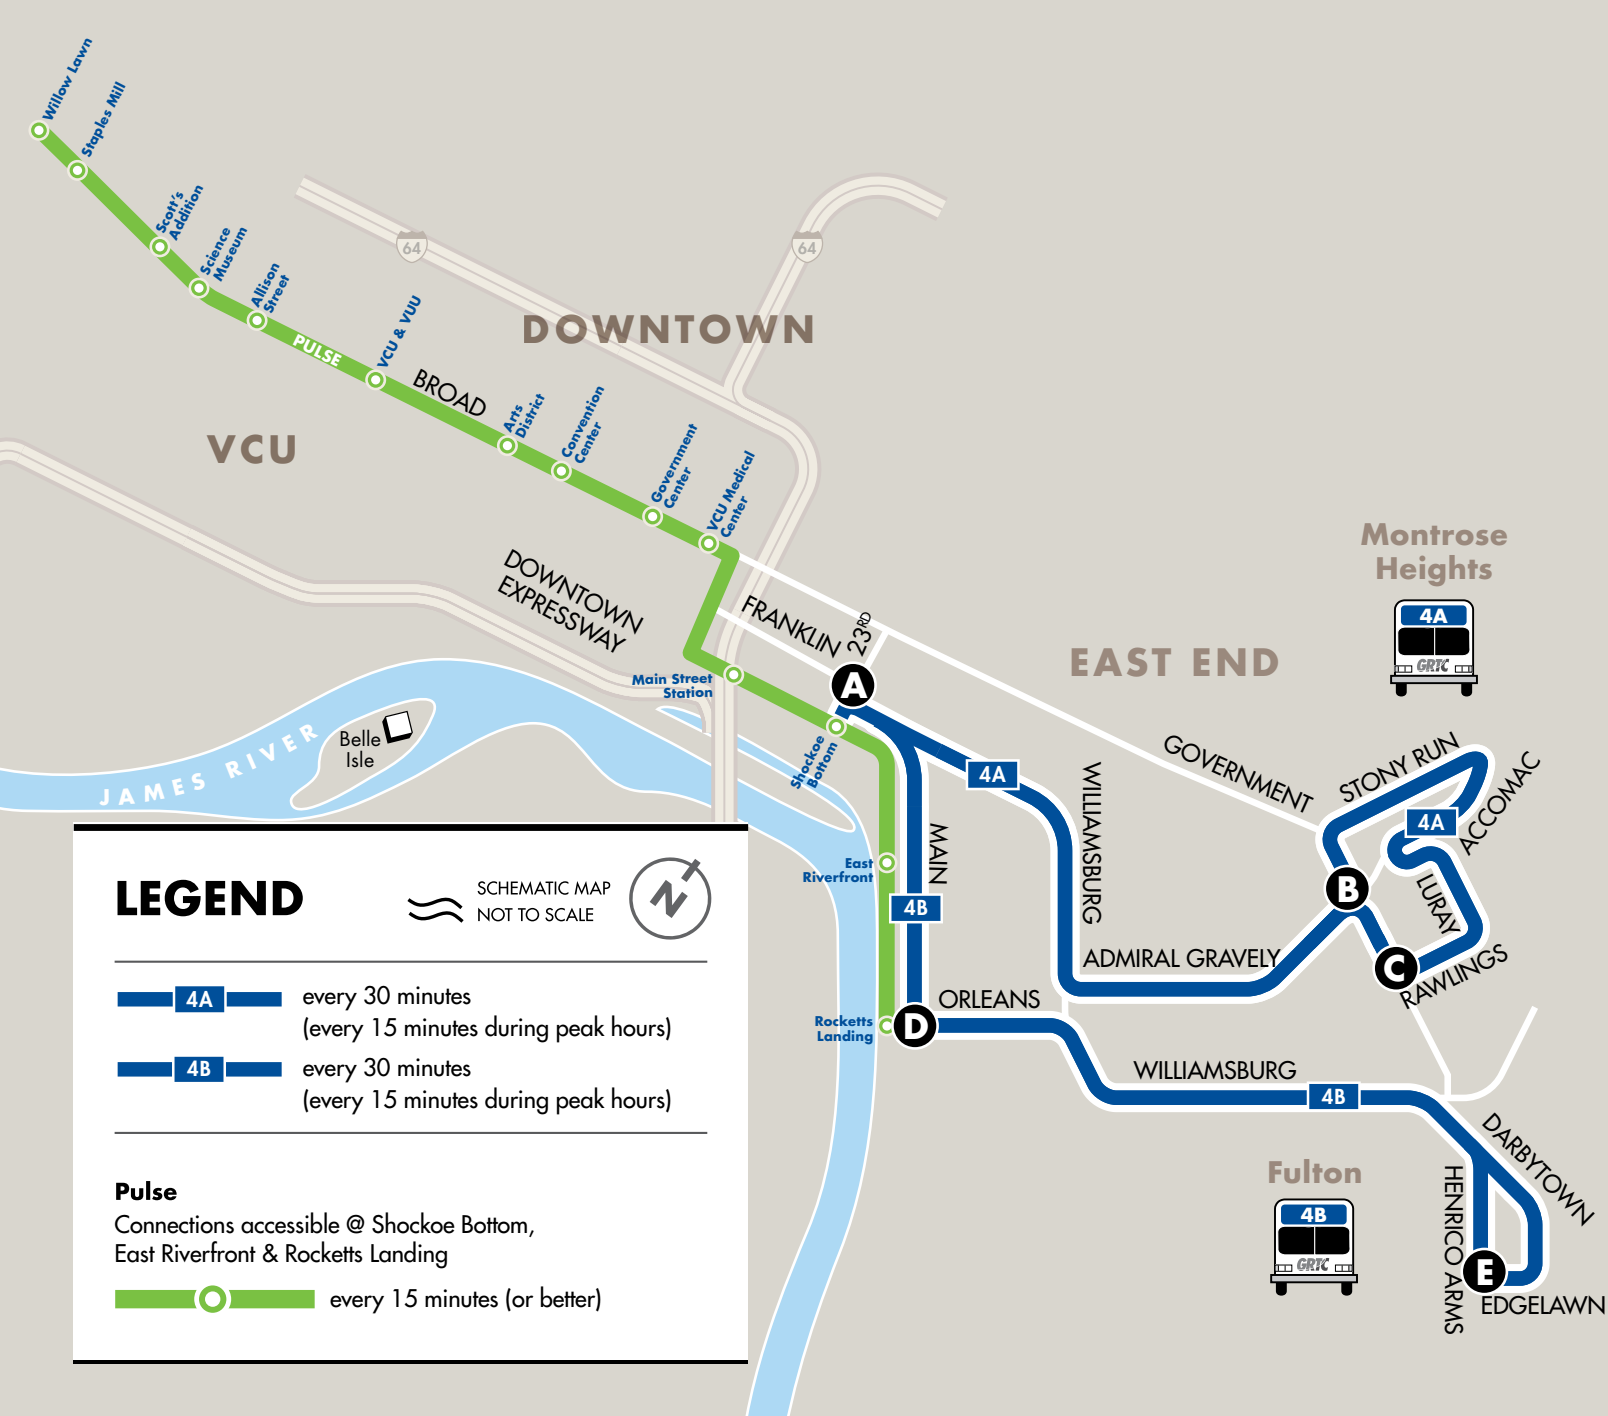 Willow Lawn
Staples Mill
Scott's
Addition
Science
Museum
Allison
Street
PULSE
VCU & VUU
BROAD
Arts
District
Convention
Center
Government
Center
VCU Medical
Center
64
64
DOWNTOWN
VCU
DOWNTOWN
EXPRESSWAY
FRANKLIN
23RD
Main Street
Station
A
Shockoe
Bottom
JAMES RIVER
Belle
Isle
EAST END
Montrose
Heights
4A
GRTC
GOVERNMENT
STONY RUN
ACCOMAC
4A
4A
WILLIAMSBURG
MAIN
East
Riverfront
4B
B
LURAY
C
RAWLINGS
ADMIRAL GRAVELY
ORLEANS
Rocketts
Landing
D
WILLIAMSBURG
4B
DARBYTOWN
HENRICO ARMS
E
EDGELAWN
Fulton
4B
GRTC
LEGEND
SCHEMATIC MAP
NOT TO SCALE
N
4A
every 30 minutes
(every 15 minutes during peak hours)
4B
every 30 minutes
(every 15 minutes during peak hours)
Pulse
Connections accessible @ Shockoe Bottom,
East Riverfront & Rocketts Landing
every 15 minutes (or better)